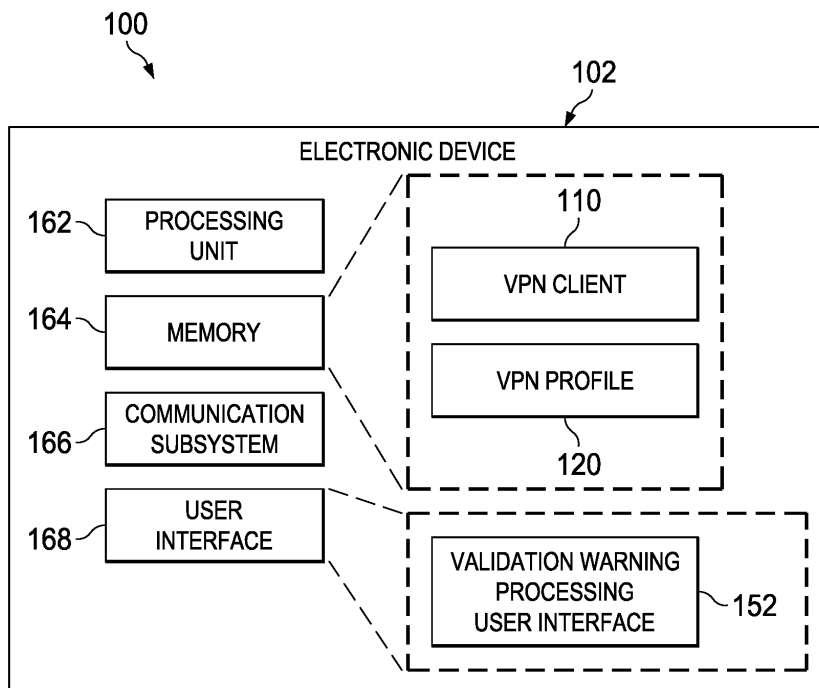 100
102
ELECTRONIC DEVICE
162
PROCESSING
UNIT
164
MEMORY
166
COMMUNICATION
SUBSYSTEM
168
USER
INTERFACE
110
VPN CLIENT
VPN PROFILE
120
VALIDATION WARNING
PROCESSING
USER INTERFACE
152